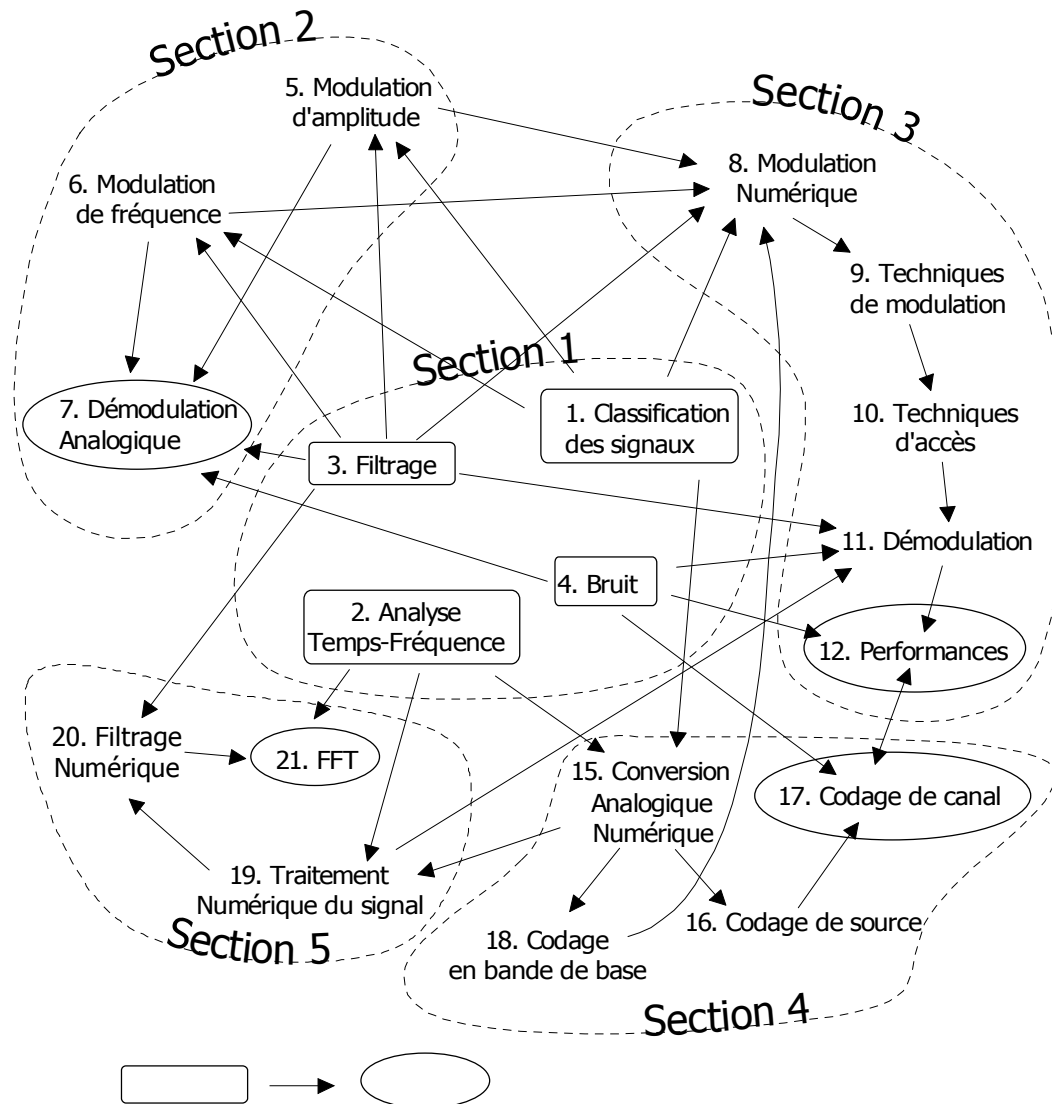 Section 2
5. Modulation
d'amplitude
Section 3
6. Modulation
de fréquence
8. Modulation
Numérique
9. Techniques
de modulation
Section 1
7. Démodulation
Analogique
1. Classification
des signaux
10. Techniques
d'accès
3. Filtrage
11. Démodulation
4. Bruit
2. Analyse
Temps-Fréquence
12. Performances
20. Filtrage
Numérique
21. FFT
15. Conversion
Analogique
Numérique
17. Codage de canal
19. Traitement
Numérique du signal
Section 5
16. Codage de source
18. Codage
en bande de base
Section 4